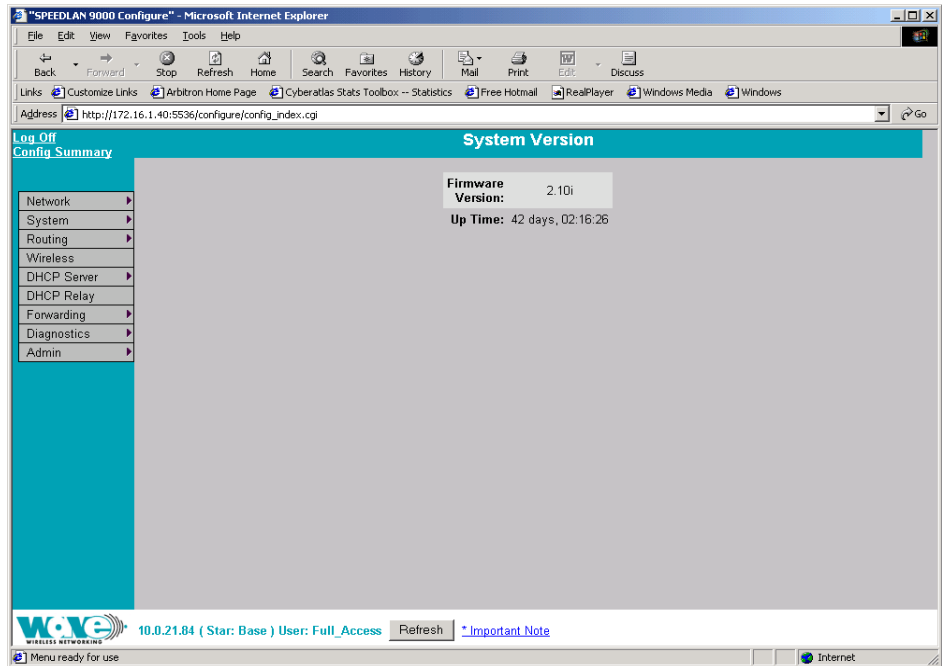 "SPEEDLAN 9000 Configure" - Microsoft Internet Explorer
File Edit View Favorites Tools Help
Back Forward Stop Refresh Home Search Favorites History Mail Print Edit Discuss
Links Customize Links Arbitron Home Page Cyberatlas Stats Toolbox -- Statistics Free Hotmail RealPlayer Windows Media Windows
Address http://172.16.1.40:5536/configure/config_index.cgi Go
Log Off
Config Summary
System Version
Firmware Version: 2.10i
Up Time: 42 days, 02:16:26
Network
System
Routing
Wireless
DHCP Server
DHCP Relay
Forwarding
Diagnostics
Admin
WAVE
WIRELESS NETWORKING
10.0.21.84 ( Star: Base ) User: Full_Access Refresh * Important Note
Menu ready for use Internet